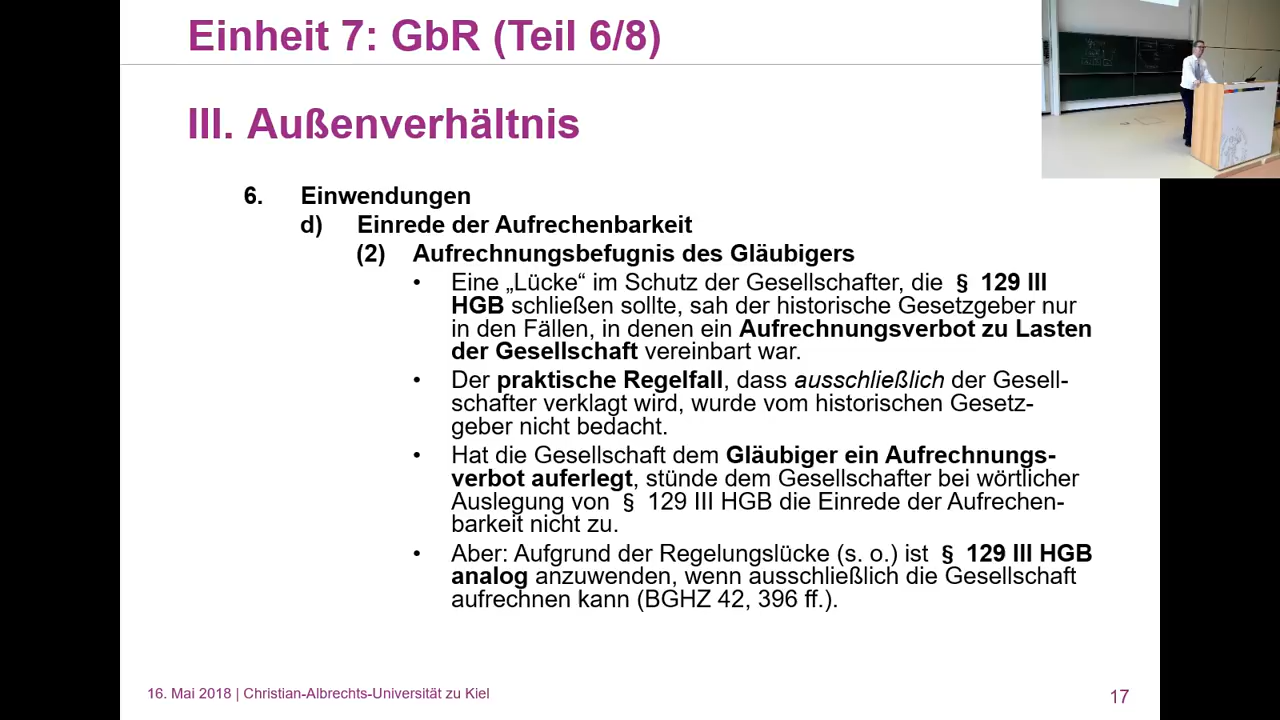 Einheit 7: GbR (Teil 6/8)
III. Außenverhältnis
6. Einwendungen
d) Einrede der Aufrechenbarkeit
(2) Aufrechnungsbefugnis des Gläubigers
• Eine „Lücke“ im Schutz der Gesellschafter, die § 129 III
HGB schließen sollte, sah der historische Gesetzgeber nur
in den Fällen, in denen ein Aufrechnungsverbot zu Lasten
der Gesellschaft vereinbart war.
• Der praktische Regelfall, dass ausschließlich der Gesell-
schafter verklagt wird, wurde vom historischen Gesetz-
geber nicht bedacht.
• Hat die Gesellschaft dem Gläubiger ein Aufrechnungs-
verbot auferlegt, stünde dem Gesellschafter bei wörtlicher
Auslegung von § 129 III HGB die Einrede der Aufrechen-
barkeit nicht zu.
• Aber: Aufgrund der Regelungslücke (s. o.) ist § 129 III HGB
analog anzuwenden, wenn ausschließlich die Gesellschaft
aufrechnen kann (BGHZ 42, 396 ff.).
16. Mai 2018 | Christian-Albrechts-Universität zu Kiel
17